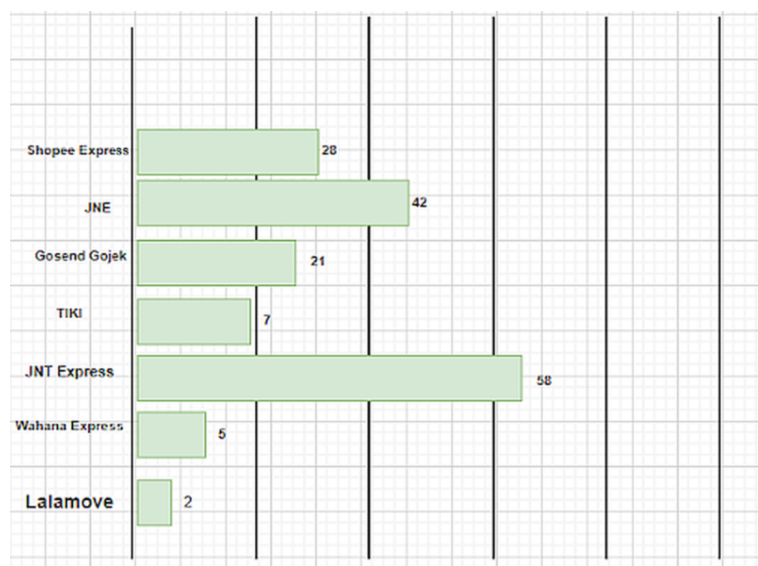 Shopee Express 28
JNE 42
Gosend Gojek 21
TIKI 7
JNT Express 58
Wahana Express 5
Lalamove 2